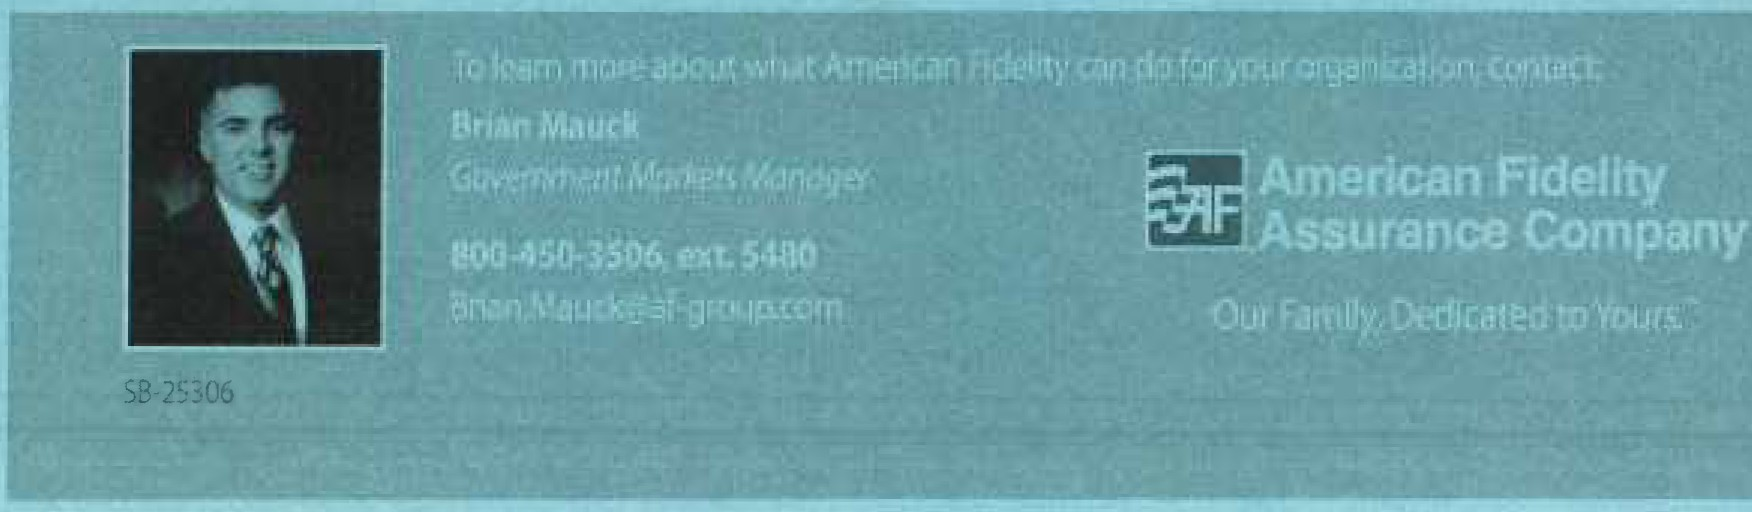 To learn more about what American Fidelity can do for your organization, contact:
Brian Mauck
Government Markets Manager
800-450-3506, ext. 5480
Brian.Mauck@af-group.com
AF
American Fidelity
Assurance Company
Our Family, Dedicated to Yours.™
SB-25306